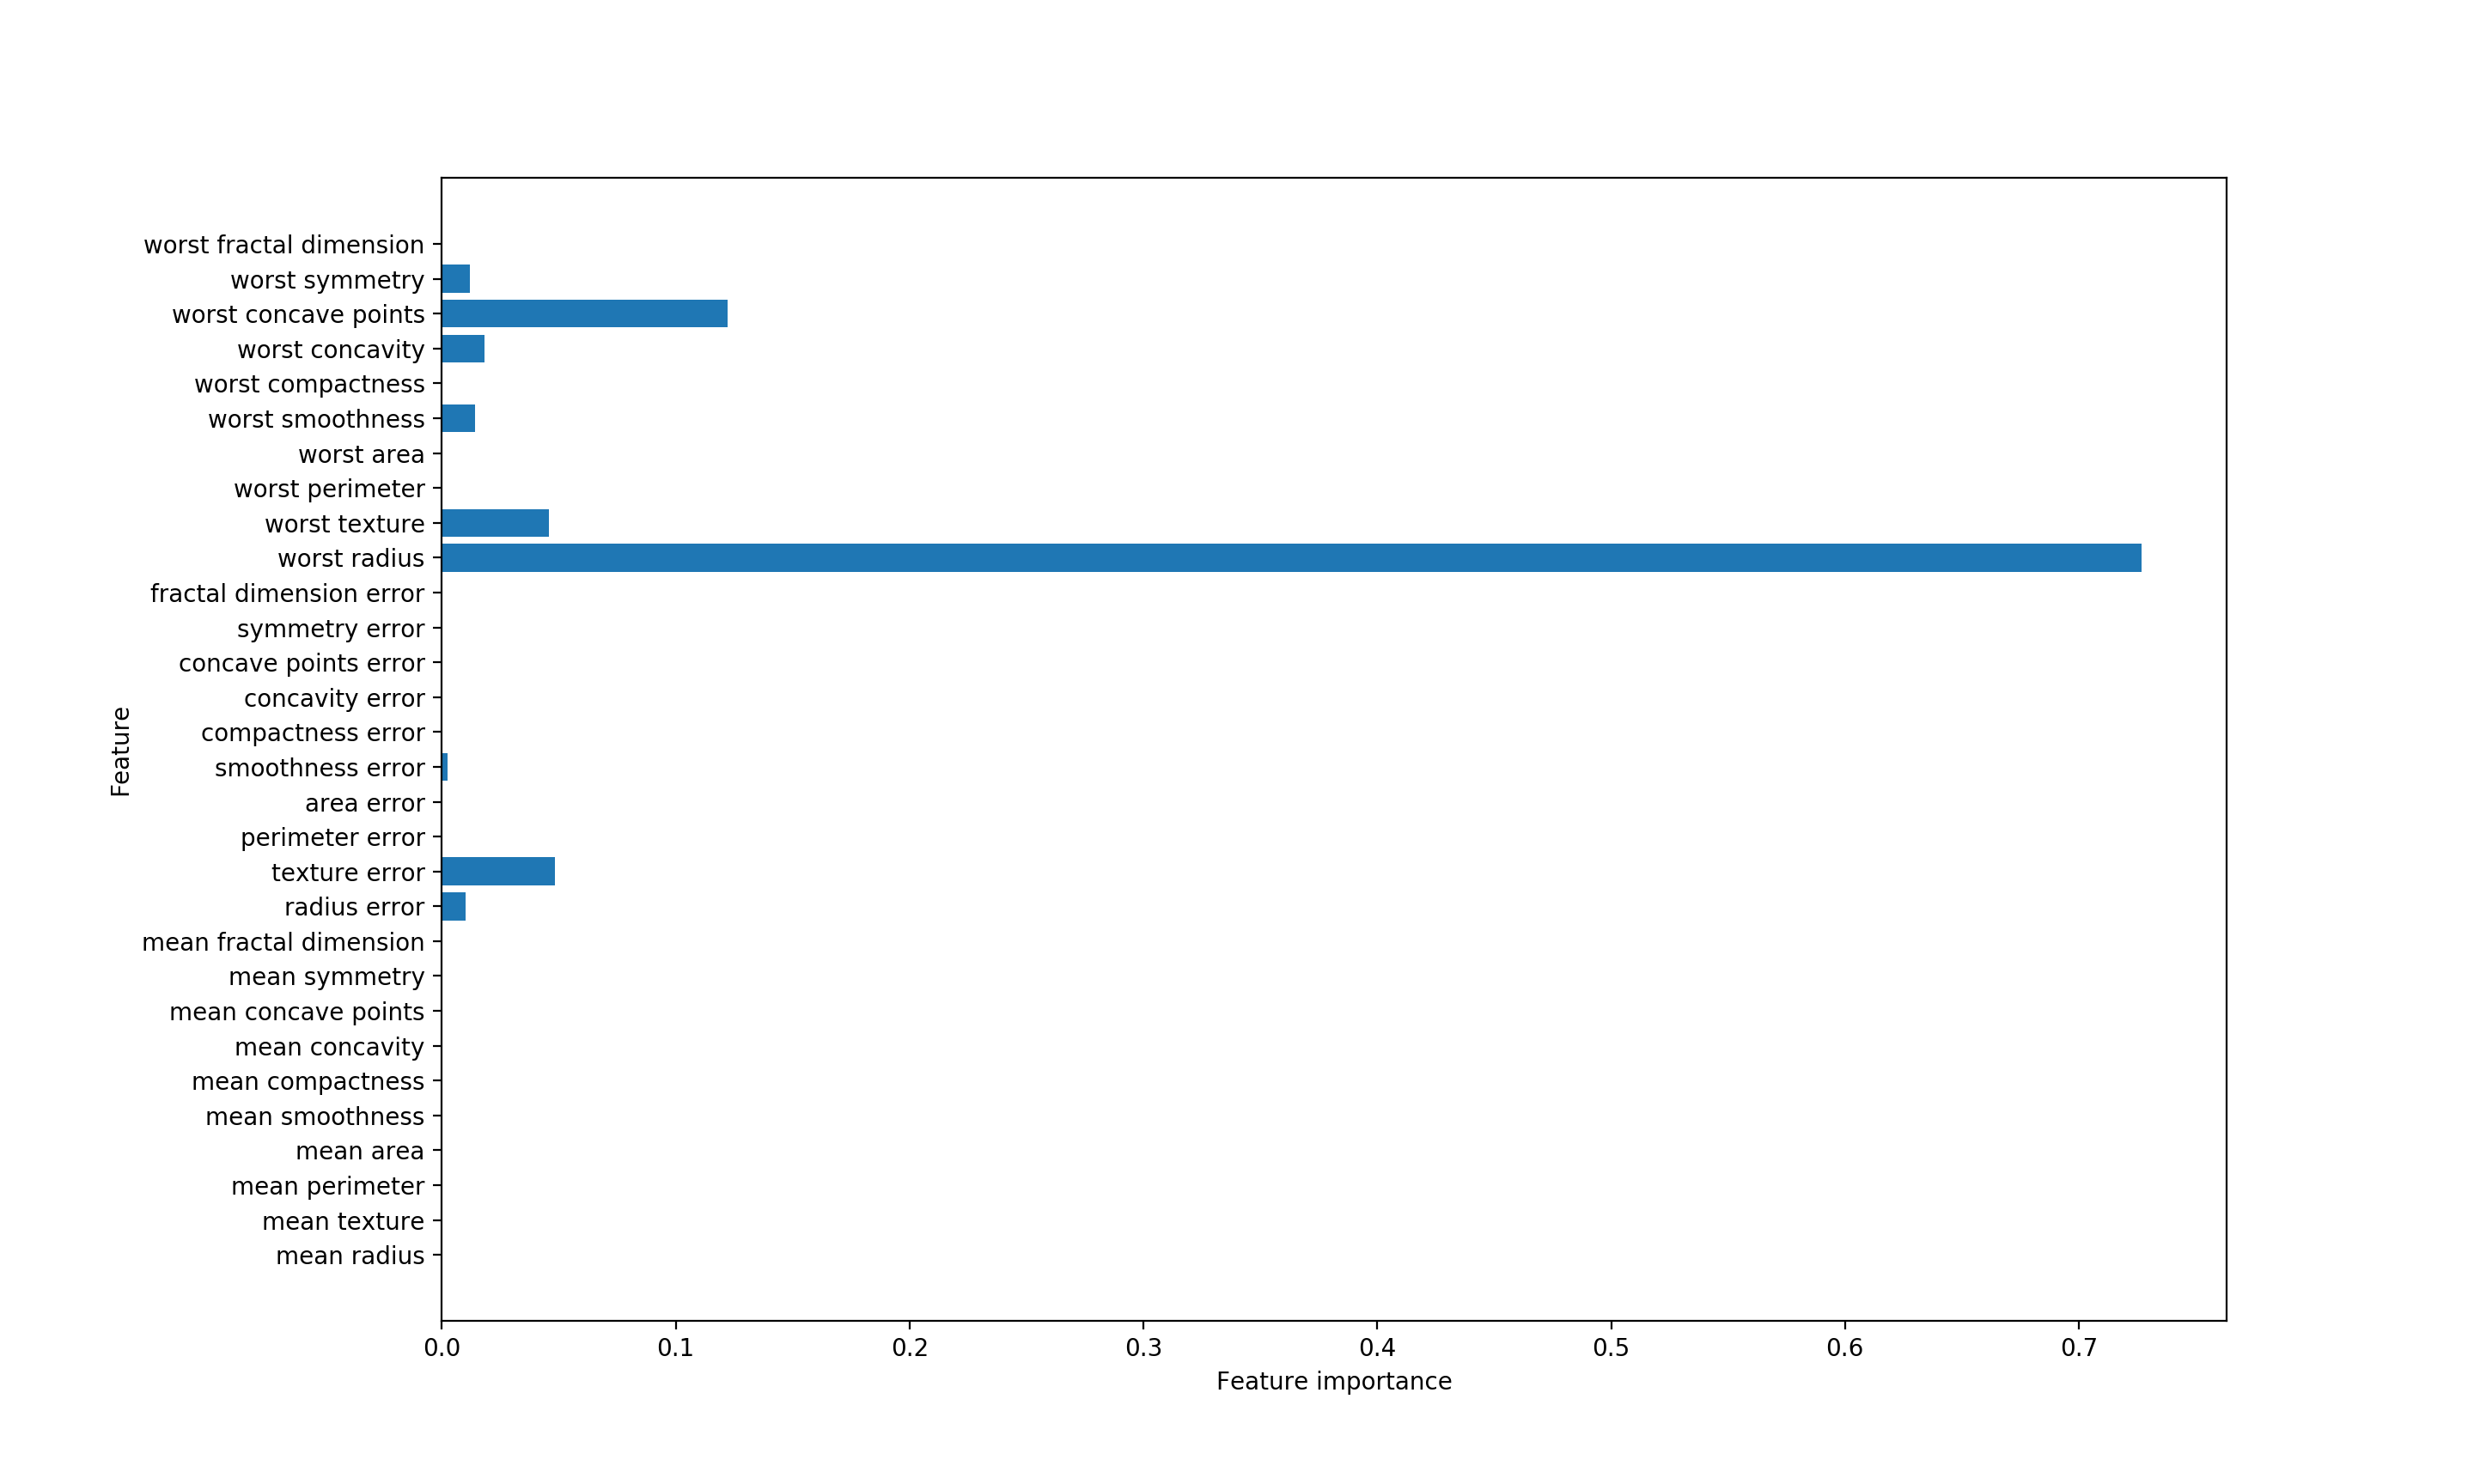 worst fractal dimension
worst symmetry
worst concave points
worst concavity
worst compactness
worst smoothness
worst area
worst perimeter
worst texture
worst radius
fractal dimension error
symmetry error
concave points error
concavity error
compactness error
smoothness error
area error
perimeter error
texture error
radius error
mean fractal dimension
mean symmetry
mean concave points
mean concavity
mean compactness
mean smoothness
mean area
mean perimeter
mean texture
mean radius
Feature
0.0 0.1 0.2 0.3 0.4 0.5 0.6 0.7
Feature importance